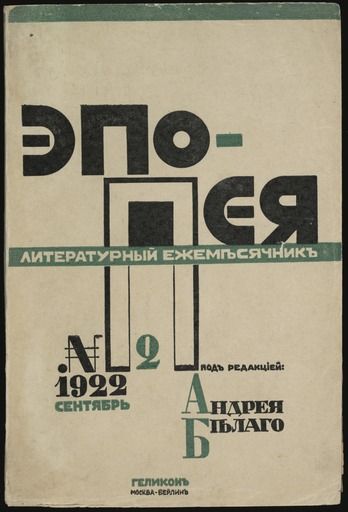 ЭПО-
ПЕЯ
ЛИТЕРАТУРНЫЙ ЕЖЕМѢСЯЧНИКЪ
№ 2
1922
СЕНТЯБРЬ
ПОДЪ РЕДАКЦІЕЙ:
АНДРЕЯ
БѢЛАГО
ГЕЛИКОНЪ
МОСКВА-БЕРЛИНЪ